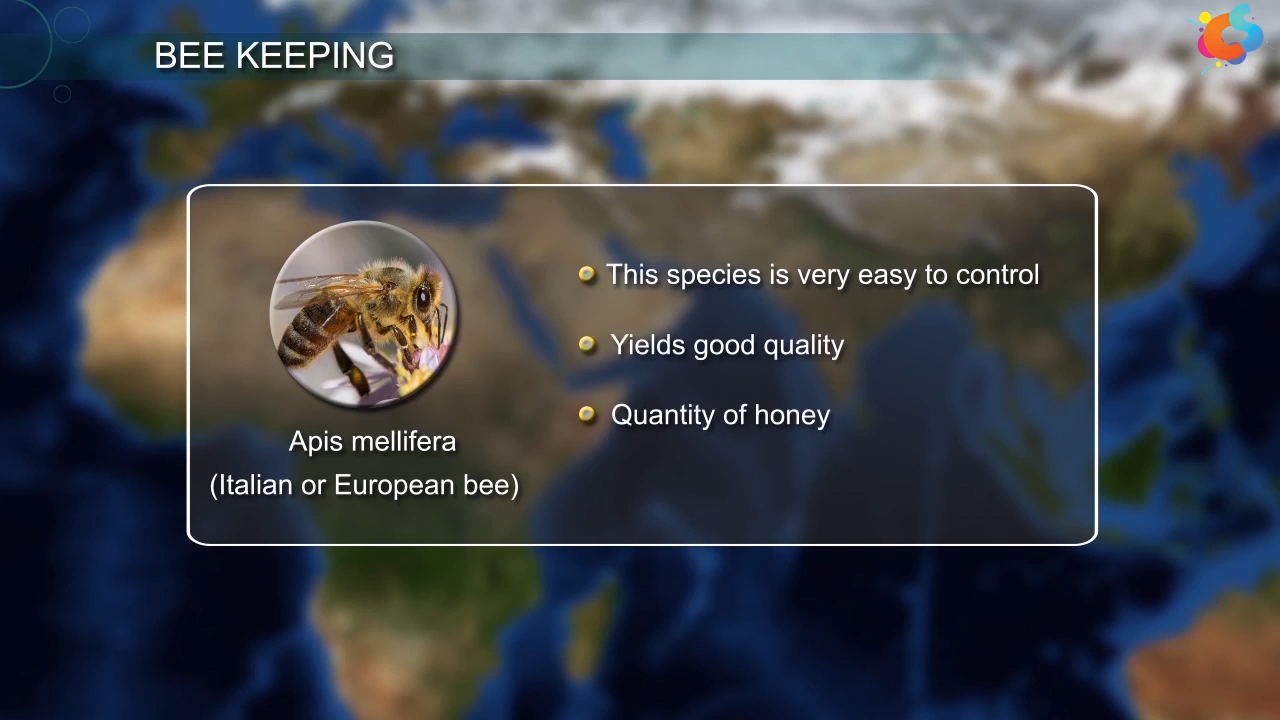 BEE KEEPING
This species is very easy to control
Yields good quality
Quantity of honey
Apis mellifera
(Italian or European bee)